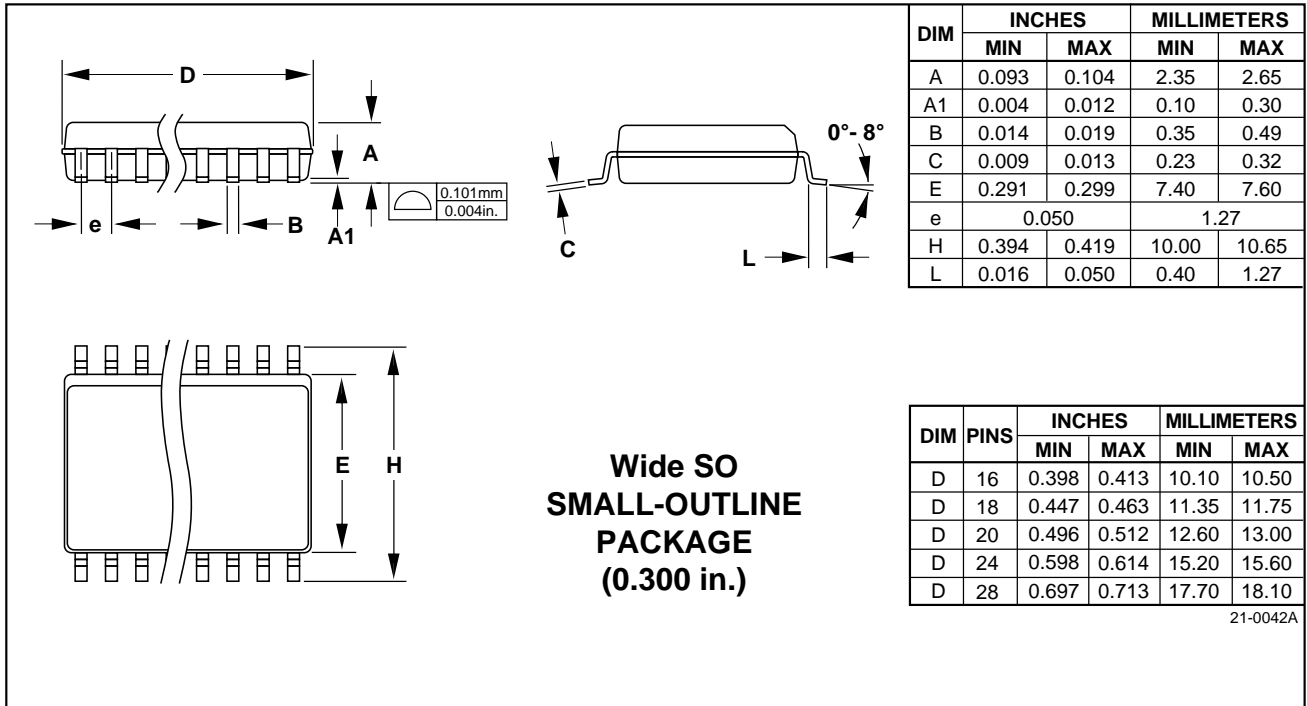 D
A
e
B
A1
0.101mm
0.004in.
0°- 8°
C
L
DIM INCHES MILLIMETERS
MIN MAX MIN MAX
A 0.093 0.104 2.35 2.65
A1 0.004 0.012 0.10 0.30
B 0.014 0.019 0.35 0.49
C 0.009 0.013 0.23 0.32
E 0.291 0.299 7.40 7.60
e 0.050 1.27
H 0.394 0.419 10.00 10.65
L 0.016 0.050 0.40 1.27
E H
Wide SO
SMALL-OUTLINE
PACKAGE
(0.300 in.)
DIM PINS INCHES MILLIMETERS
MIN MAX MIN MAX
D 16 0.398 0.413 10.10 10.50
D 18 0.447 0.463 11.35 11.75
D 20 0.496 0.512 12.60 13.00
D 24 0.598 0.614 15.20 15.60
D 28 0.697 0.713 17.70 18.10
21-0042A